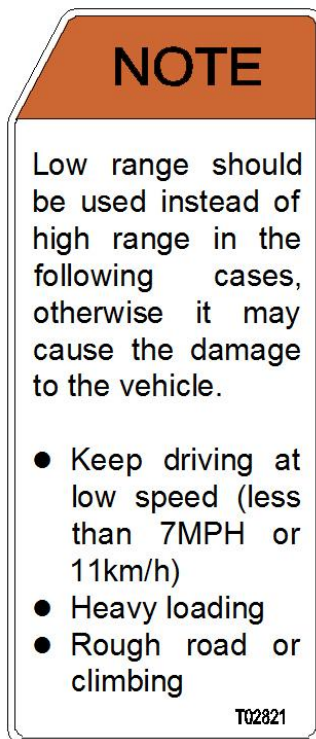 NOTE
Low range should
be used instead of
high range in the
following cases,
otherwise it may
cause the damage
to the vehicle.
● Keep driving at
low speed (less
than 7MPH or
11km/h)
● Heavy loading
● Rough road or
climbing
T02821